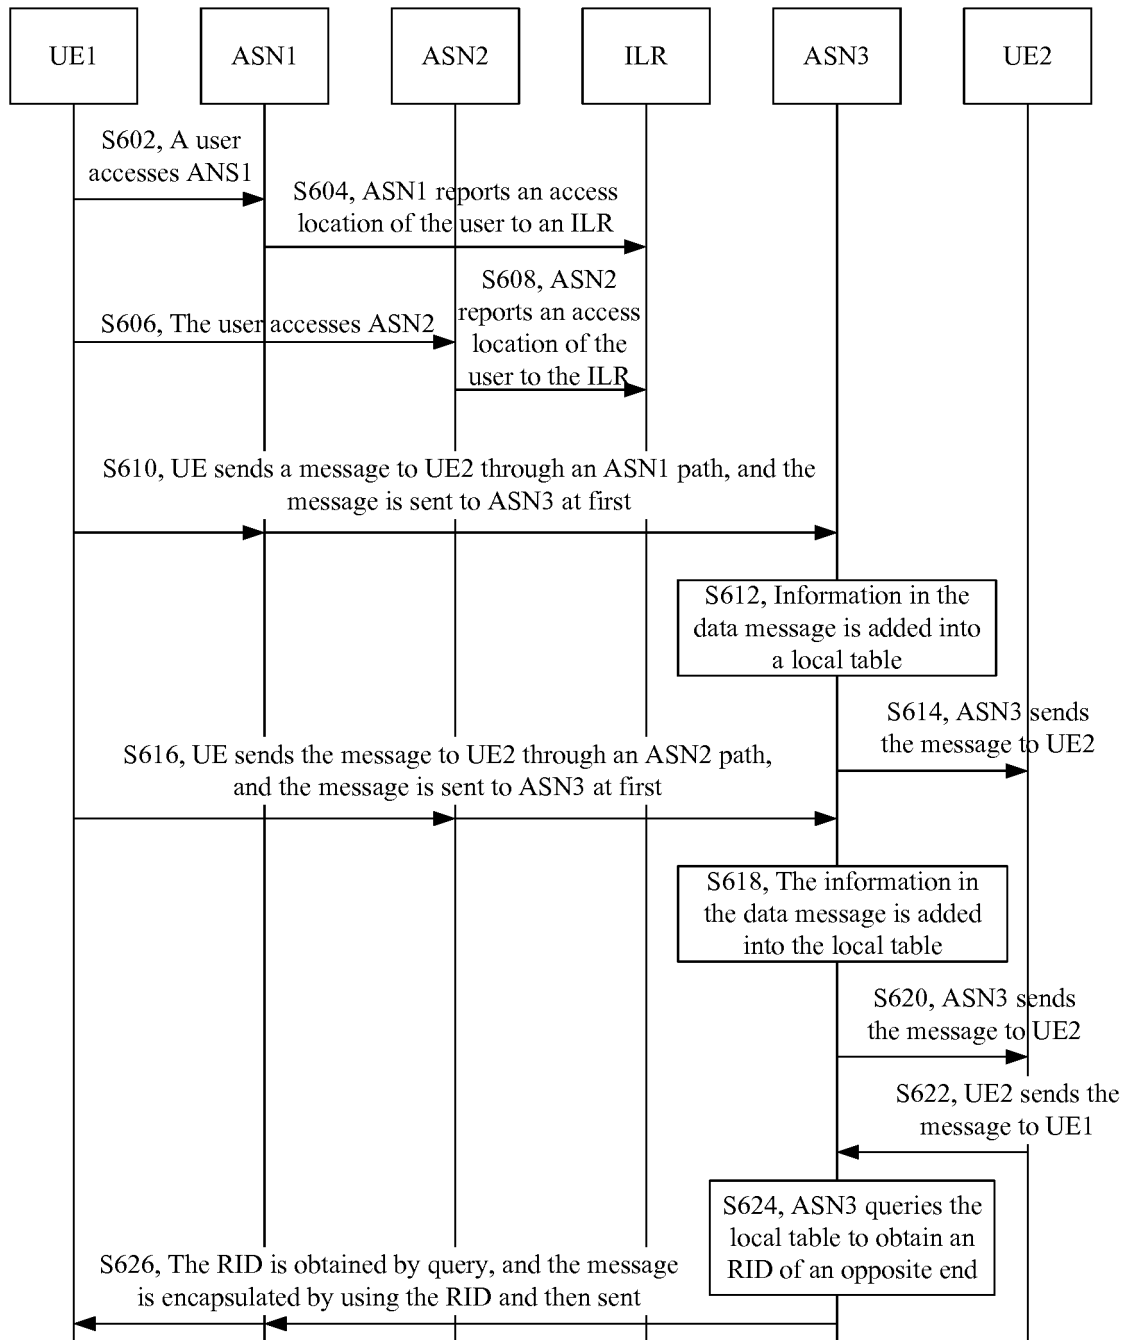 UE1
ASN1
ASN2
ILR
ASN3
UE2
S602, A user
accesses ANS1
S604, ASN1 reports an access
location of the user to an ILR
S606, The user accesses ASN2
S608, ASN2
reports an access
location of the
user to the ILR
S610, UE sends a message to UE2 through an ASN1 path, and the
message is sent to ASN3 at first
S612, Information in the
data message is added into
a local table
S614, ASN3 sends
the message to UE2
S616, UE sends the message to UE2 through an ASN2 path,
and the message is sent to ASN3 at first
S618, The information in
the data message is added
into the local table
S620, ASN3 sends
the message to UE2
S622, UE2 sends the
message to UE1
S624, ASN3 queries the
local table to obtain an
RID of an opposite end
S626, The RID is obtained by query, and the message
is encapsulated by using the RID and then sent